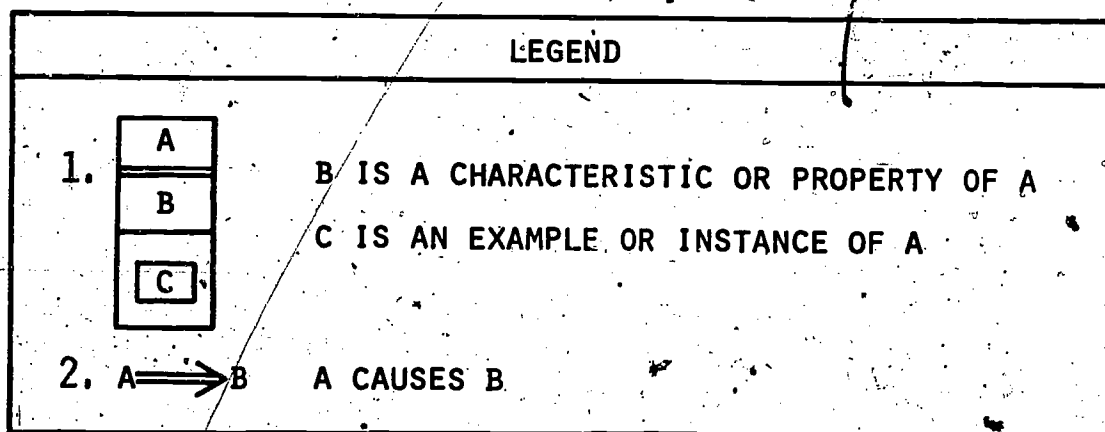 LEGEND
1.
A
B
C
B IS A CHARACTERISTIC OR PROPERTY OF A
C IS AN EXAMPLE OR INSTANCE OF A
2. A B A CAUSES B